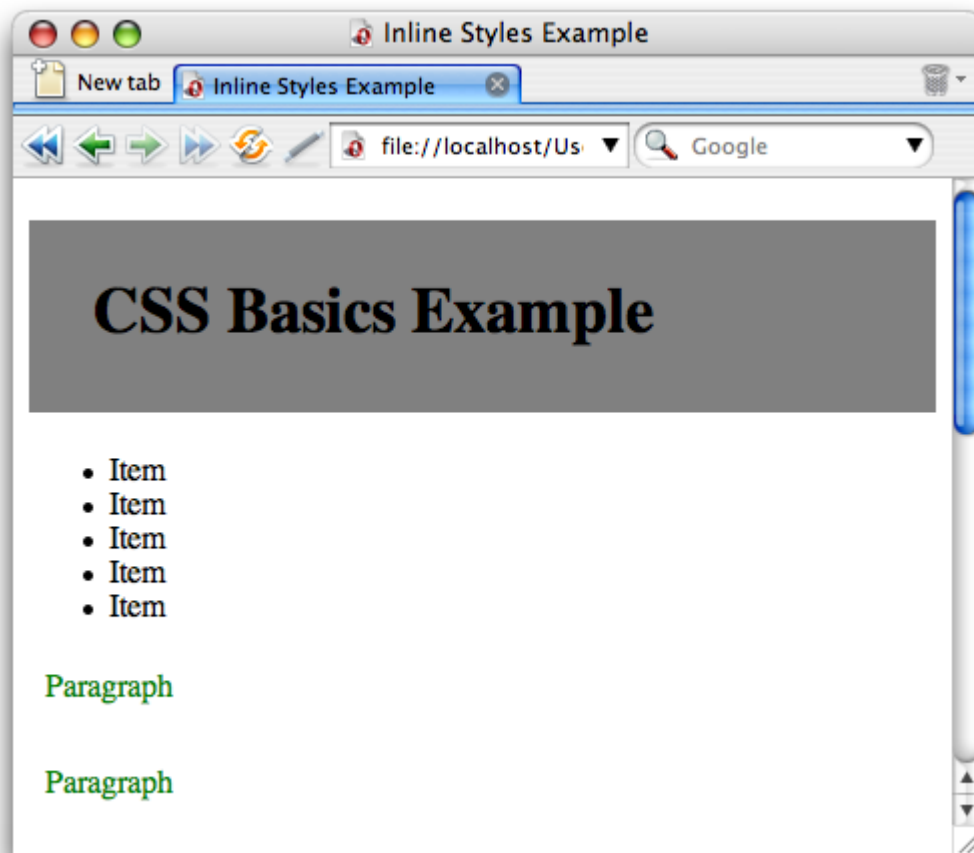 Inline Styles Example
New tab Inline Styles Example
file://localhost/Us Google
CSS Basics Example
Item
Item
Item
Item
Item
Paragraph
Paragraph